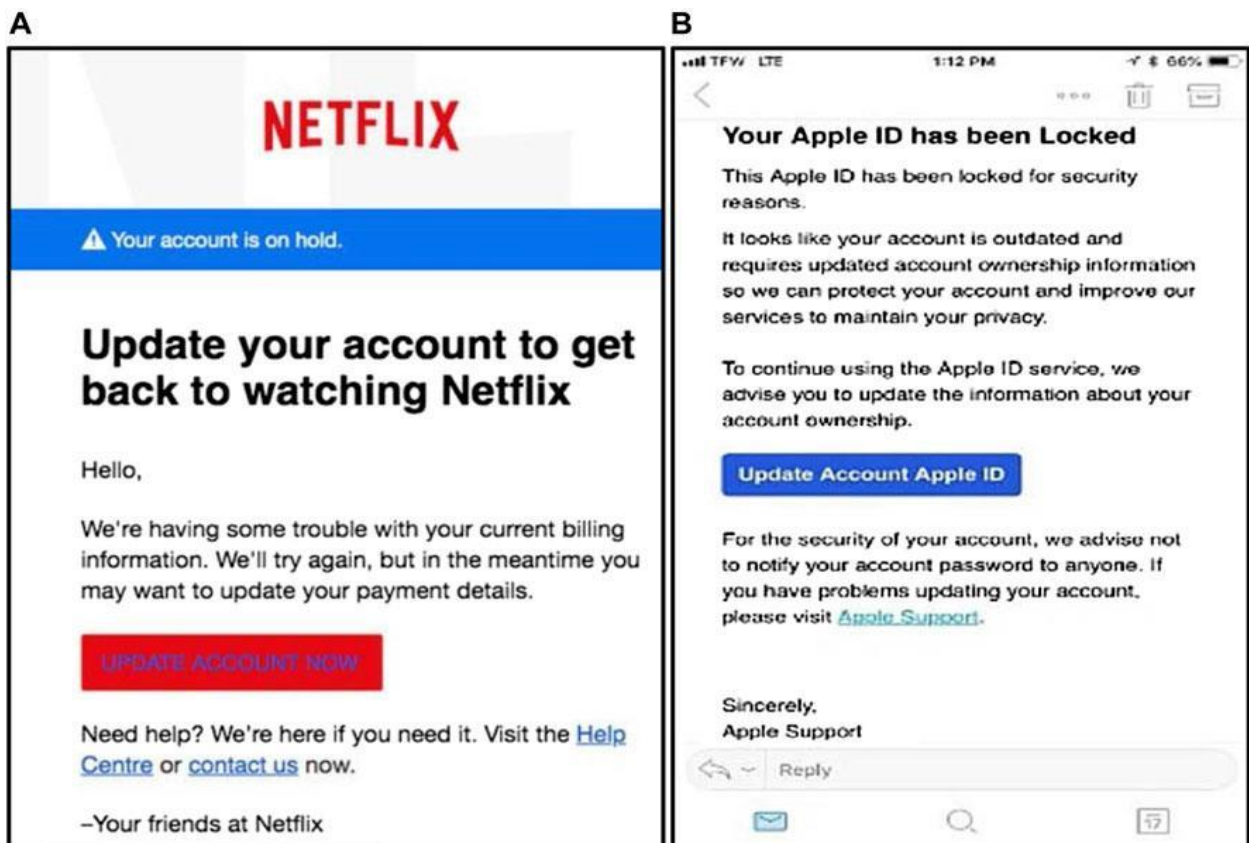 A
NETFLIX
Your account is on hold.
Update your account to get
back to watching Netflix
Hello,
We're having some trouble with your current billing
information. We'll try again, but in the meantime you
may want to update your payment details.
UPDATE ACCOUNT NOW
Need help? We're here if you need it. Visit the Help
Centre or contact us now.
–Your friends at Netflix
B
TFW LTE 1:12 PM 66%
Your Apple ID has been Locked
This Apple ID has been locked for security
reasons.
It looks like your account is outdated and
requires updated account ownership information
so we can protect your account and improve our
services to maintain your privacy.
To continue using the Apple ID service, we
advise you to update the information about your
account ownership.
Update Account Apple ID
For the security of your account, we advise not
to notify your account password to anyone. If
you have problems updating your account,
please visit Apple Support.
Sincerely,
Apple Support
Reply
17